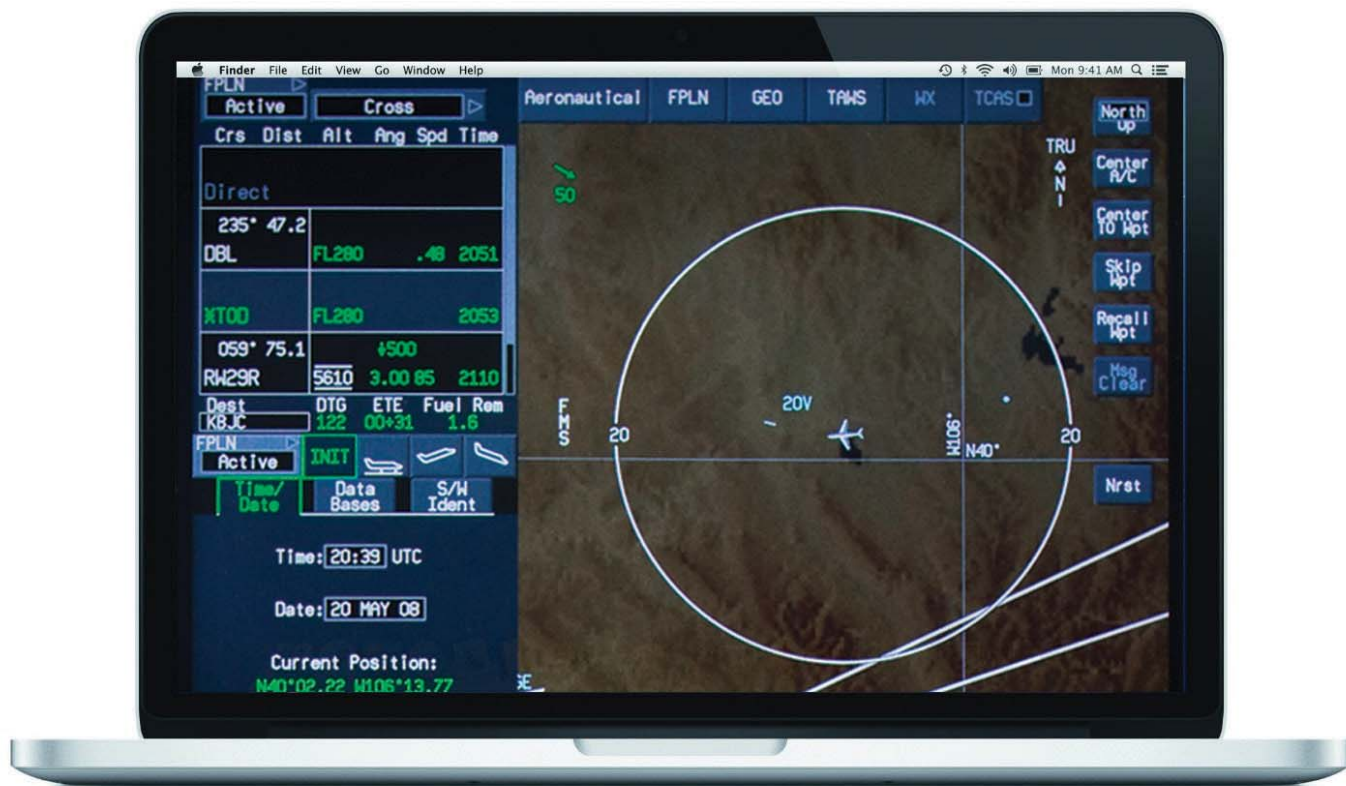 Finder File Edit View Go Window Help
Mon 9:41 AM
FPLN
Active Cross
Crs Dist Alt Ang Spd Time
Direct
235° 47.2
DBL FL280 .48 2051
XTOD FL280 2053
059° 75.1 500
RW29R 5610 3.00 85 2110
Dest DTG ETE Fuel Rem
KBJC 122 00+31 1.6
FPLN
Active INIT
Time/
Date
Data
Bases
S/W
Ident
Time: 20:39 UTC
Date: 20 MAY 08
Current Position:
N40°02.22 W106°13.77
Aeronautical FPLN GEO TAWS WX TCAS
North
Up
Center
A/C
Center
TO Wpt
Skip
Wpt
Recall
Wpt
Msg
Clear
Nrst
TRU
N
50
FMS
20
20V
W106°
N40°
20